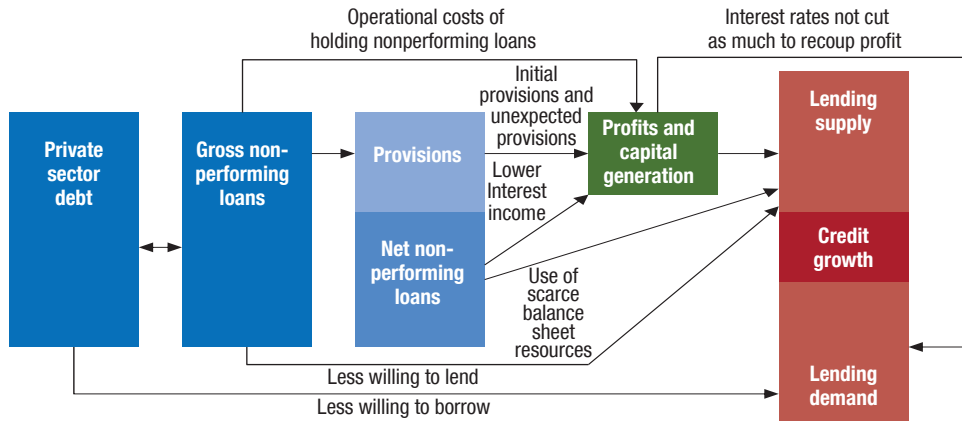 Operational costs of
holding nonperforming loans
Interest rates not cut
as much to recoup profit
Private
sector
debt
Gross non-
performing
loans
Provisions
Net non-
performing
loans
Initial
provisions and
unexpected
provisions
Lower
Interest
income
Profits and
capital
generation
Use of
scarce
balance
sheet
resources
Lending
supply
Credit
growth
Lending
demand
Less willing to lend
Less willing to borrow